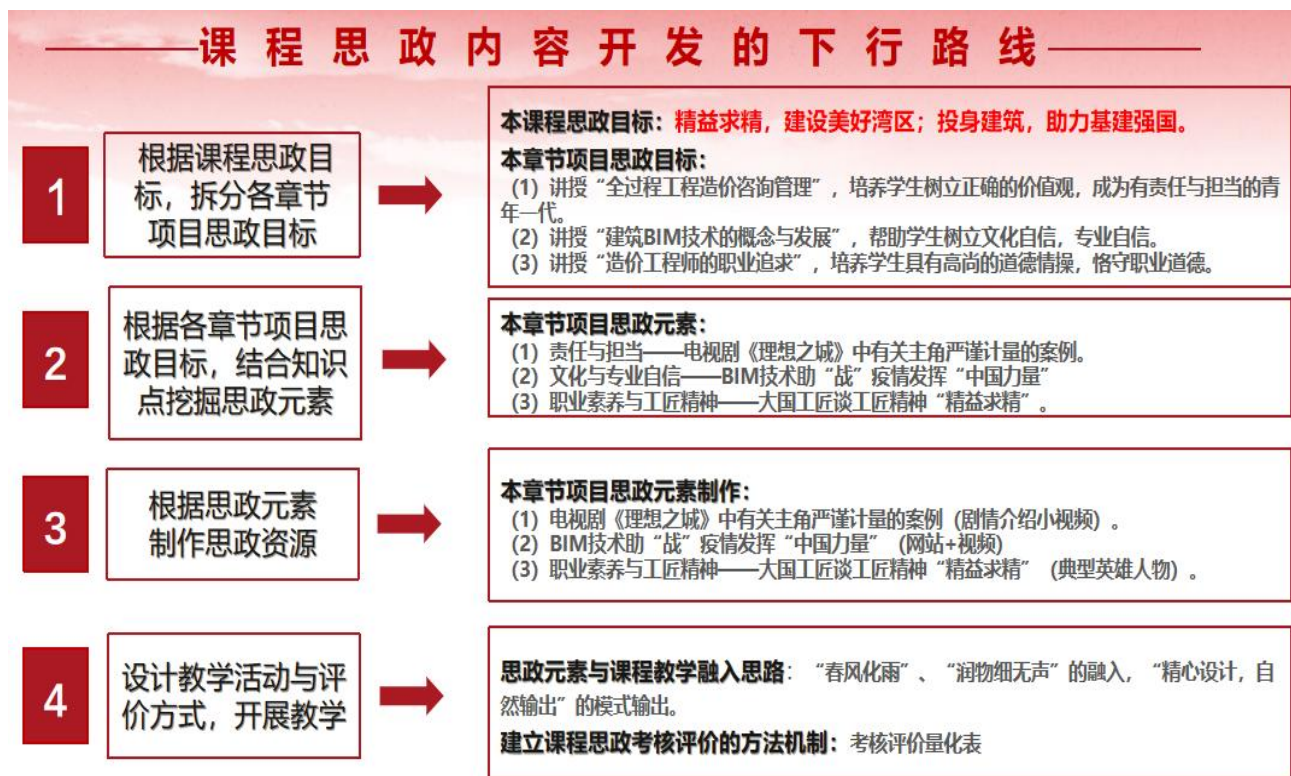 课程思政内容开发的下行路线
1
根据课程思政目
标，拆分各章节
项目思政目标
本课程思政目标：精益求精，建设美好湾区；投身建筑，助力基建强国。
本章节项目思政目标：
（1）讲授“全过程工程造价咨询管理”，培养学生树立正确的价值观，成为有责任与担当的青
年一代。
（2）讲授“建筑BIM技术的概念与发展”，帮助学生树立文化自信，专业自信。
（3）讲授“造价工程师的职业追求”，培养学生具有高尚的道德情操，恪守职业道德。
2
根据各章节项目思
政目标，结合知识
点挖掘思政元素
本章节项目思政元素：
（1）责任与担当——电视剧《理想之城》中有关主角严谨计量的案例。
（2）文化与专业自信——BIM技术助“战”疫情发挥“中国力量”
（3）职业素养与工匠精神——大国工匠谈工匠精神“精益求精”。
3
根据思政元素
制作思政资源
本章节项目思政元素制作：
（1）电视剧《理想之城》中有关主角严谨计量的案例（剧情介绍小视频）。
（2）BIM技术助“战”疫情发挥“中国力量”（网站+视频）
（3）职业素养与工匠精神——大国工匠谈工匠精神“精益求精”（典型英雄人物）。
4
设计教学活动与评
价方式，开展教学
思政元素与课程教学融入思路：“春风化雨”、“润物细无声”的融入，“精心设计，自
然输出”的模式输出。
建立课程思政考核评价的方法机制：考核评价量化表